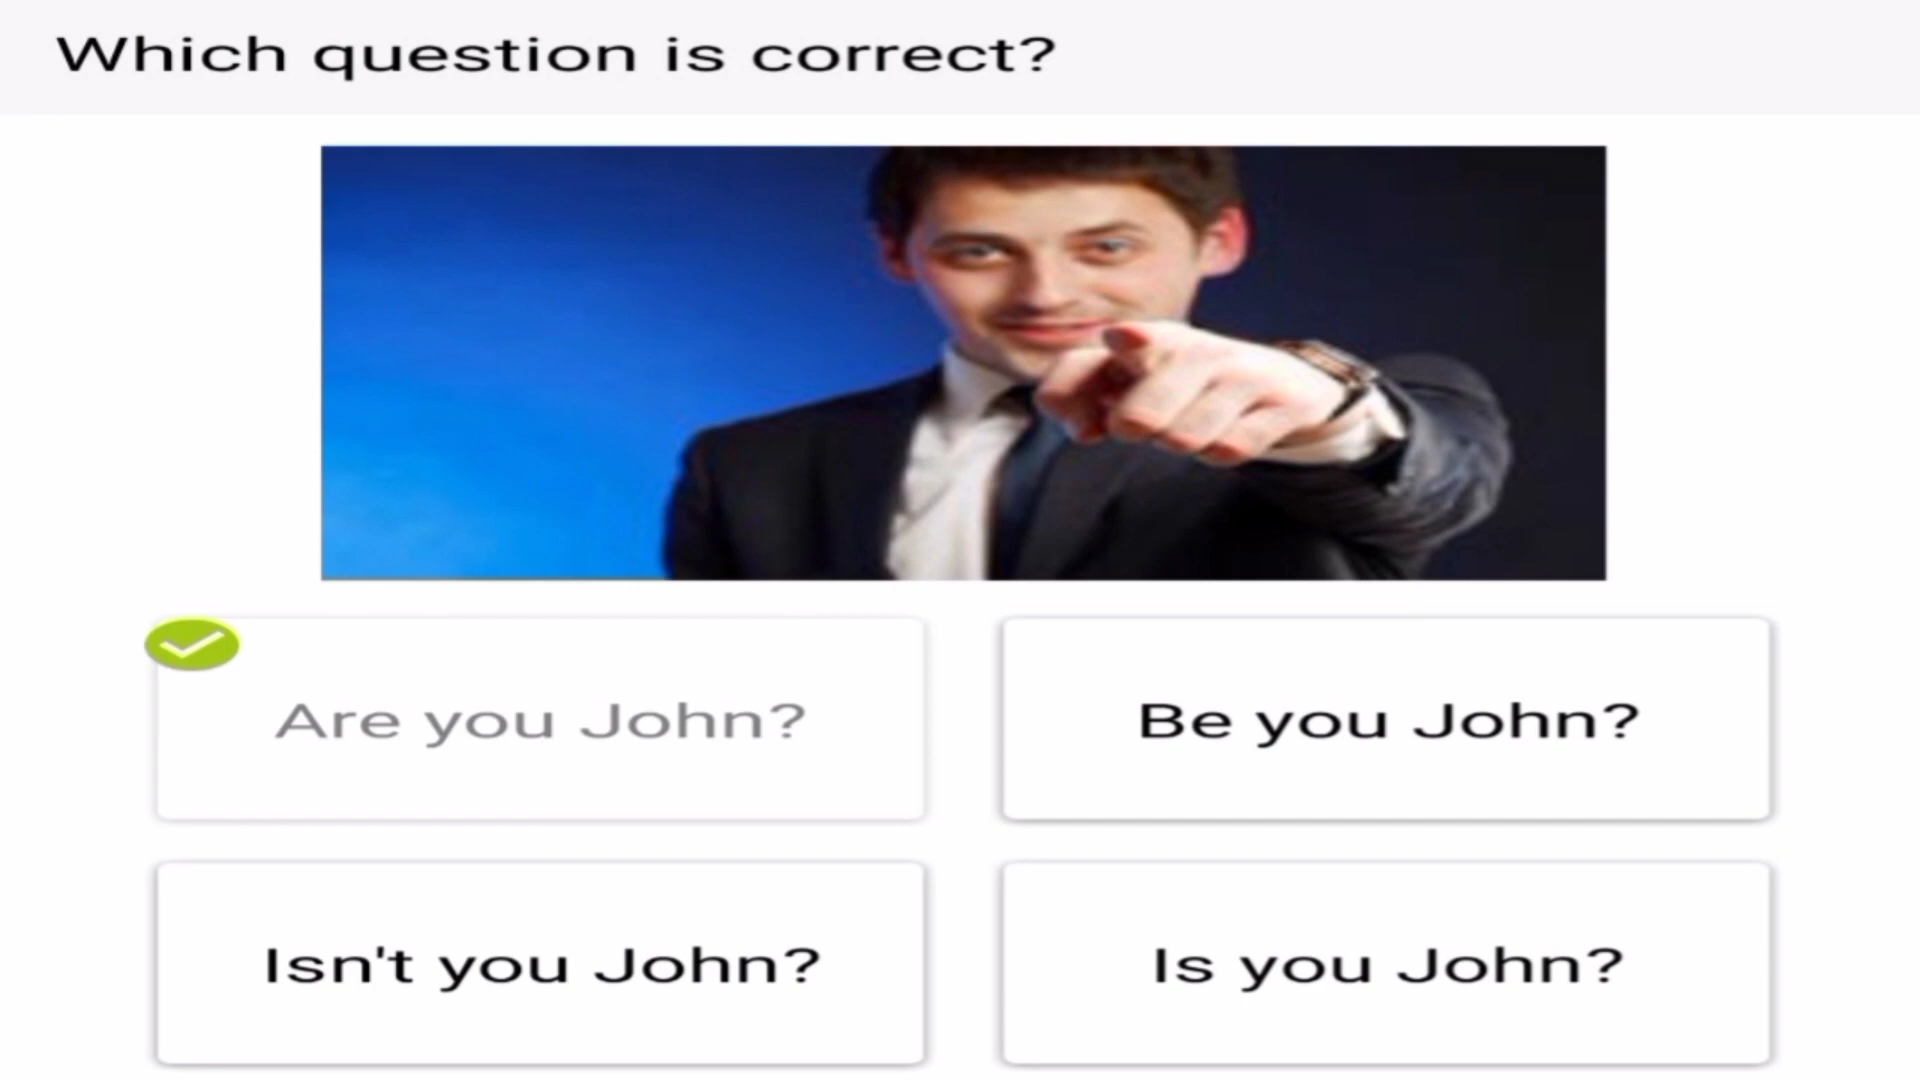 Which question is correct?
Are you John?
Be you John?
Isn't you John?
Is you John?